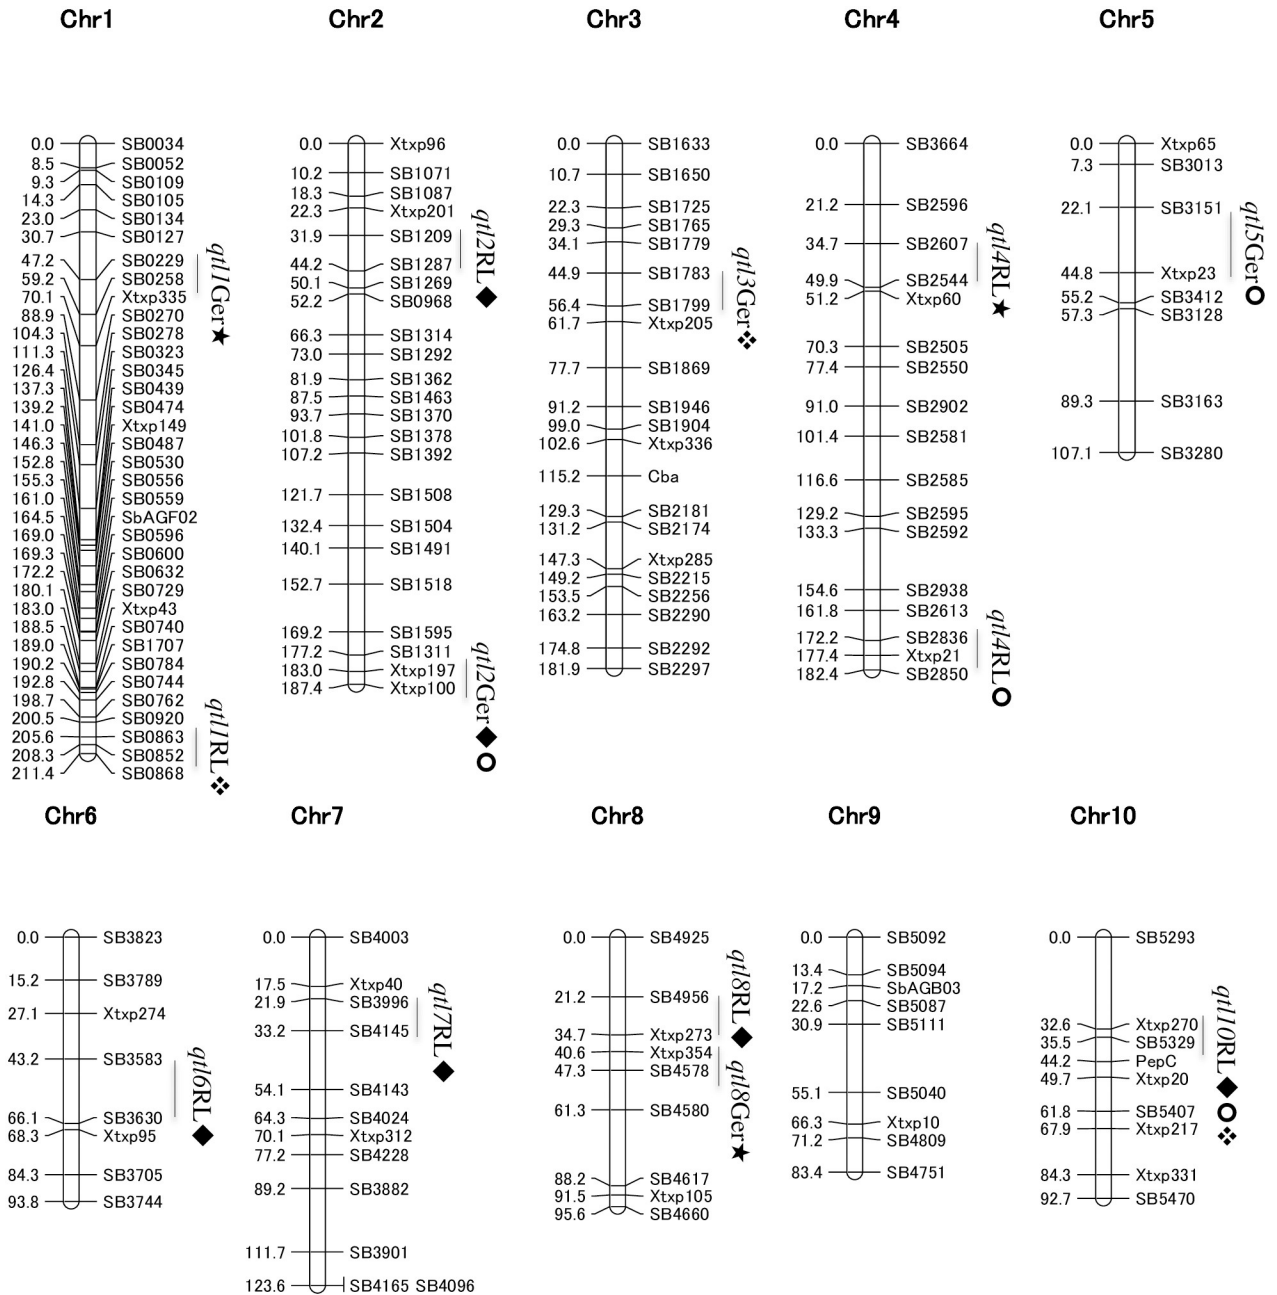 Chr1 Chr2 Chr3 Chr4 Chr5
Chr1
0.0 SB0034
8.5 SB0052
9.3 SB0109
14.3 SB0105
23.0 SB0134
30.7 SB0127
47.2 SB0229
59.2 SB0258
70.1 Xtxp335
88.9 SB0270
104.3 SB0278
111.3 SB0323
126.4 SB0345
137.3 SB0439
139.2 SB0474
141.0 Xtxp149
146.3 SB0487
152.8 SB0530
155.3 SB0556
161.0 SB0559
164.5 SbAGF02
169.0 SB0596
169.3 SB0600
172.2 SB0632
180.1 SB0729
183.0 Xtxp43
188.5 SB0740
189.0 SB1707
190.2 SB0784
192.8 SB0744
198.7 SB0762
200.5 SB0920
205.6 SB0863
208.3 SB0852
211.4 SB0868
qtl1Ger★
qtl1RL❖
0.0 Xtxp96
10.2 SB1071
18.3 SB1087
22.3 Xtxp201
31.9 SB1209
44.2 SB1287
50.1 SB1269
52.2 SB0968
66.3 SB1314
73.0 SB1292
81.9 SB1362
87.5 SB1463
93.7 SB1370
101.8 SB1378
107.2 SB1392
121.7 SB1508
132.4 SB1504
140.1 SB1491
152.7 SB1518
169.2 SB1595
177.2 SB1311
183.0 Xtxp197
187.4 Xtxp100
qtl2RL◆
qtl2Ger◆○
0.0 SB1633
10.7 SB1650
22.3 SB1725
29.3 SB1765
34.1 SB1779
44.9 SB1783
56.4 SB1799
61.7 Xtxp205
77.7 SB1869
91.2 SB1946
99.0 SB1904
102.6 Xtxp336
115.2 Cba
129.3 SB2181
131.2 SB2174
147.3 Xtxp285
149.2 SB2215
153.5 SB2256
163.2 SB2290
174.8 SB2292
181.9 SB2297
qtl3Ger❖
0.0 SB3664
21.2 SB2596
34.7 SB2607
49.9 SB2544
51.2 Xtxp60
70.3 SB2505
77.4 SB2550
91.0 SB2902
101.4 SB2581
116.6 SB2585
129.2 SB2595
133.3 SB2592
154.6 SB2938
161.8 SB2613
172.2 SB2836
177.4 Xtxp21
182.4 SB2850
qtl4RL★
qtl4RL○
0.0 Xtxp65
7.3 SB3013
22.1 SB3151
44.8 Xtxp23
55.2 SB3412
57.3 SB3128
89.3 SB3163
107.1 SB3280
qtl5Ger○
Chr6 Chr7 Chr8 Chr9 Chr10
0.0 SB3823
15.2 SB3789
27.1 Xtxp274
43.2 SB3583
66.1 SB3630
68.3 Xtxp95
84.3 SB3705
93.8 SB3744
qtl6RL◆
0.0 SB4003
17.5 Xtxp40
21.9 SB3996
33.2 SB4145
54.1 SB4143
64.3 SB4024
70.1 Xtxp312
77.2 SB4228
89.2 SB3882
111.7 SB3901
123.6 SB4165 SB4096
qtl7RL◆
0.0 SB4925
21.2 SB4956
34.7 Xtxp273
40.6 Xtxp354
47.3 SB4578
61.3 SB4580
88.2 SB4617
91.5 Xtxp105
95.6 SB4660
qtl8RL◆
qtl8Ger★
0.0 SB5092
13.4 SB5094
17.2 SbAGB03
22.6 SB5087
30.9 SB5111
55.1 SB5040
66.3 Xtxp10
71.2 SB4809
83.4 SB4751
0.0 SB5293
32.6 Xtxp270
35.5 SB5329
44.2 PepC
49.7 Xtxp20
61.8 SB5407
67.9 Xtxp217
84.3 Xtxp331
92.7 SB5470
qtl10RL◆○❖